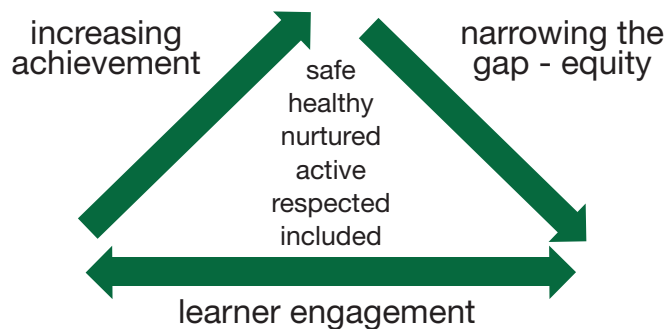 increasing
achievement
narrowing the
gap - equity
safe
healthy
nurtured
active
respected
included
learner engagement